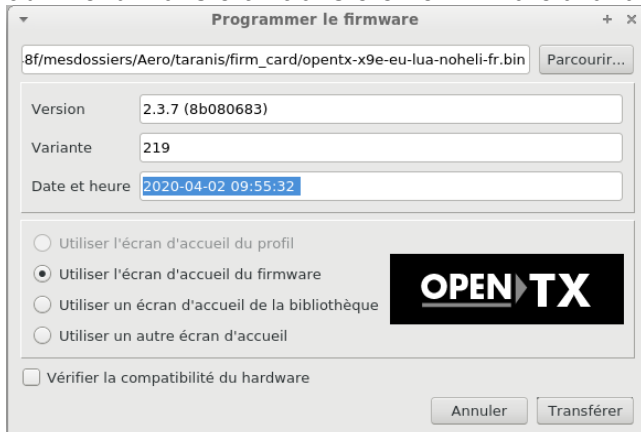 Programmer le firmware
8f/mesdossiers/Aero/taranis/firm_card/opentx-x9e-eu-lua-noheli-fr.bin Parcourir...
Version 2.3.7 (8b080683)
Variante 219
Date et heure 2020-04-02 09:55:32
Utiliser l'écran d'accueil du profil
Utiliser l'écran d'accueil du firmware
Utiliser un écran d'accueil de la bibliothèque
Utiliser un autre écran d'accueil
OPEN TX
Vérifier la compatibilité du hardware
Annuler Transférer